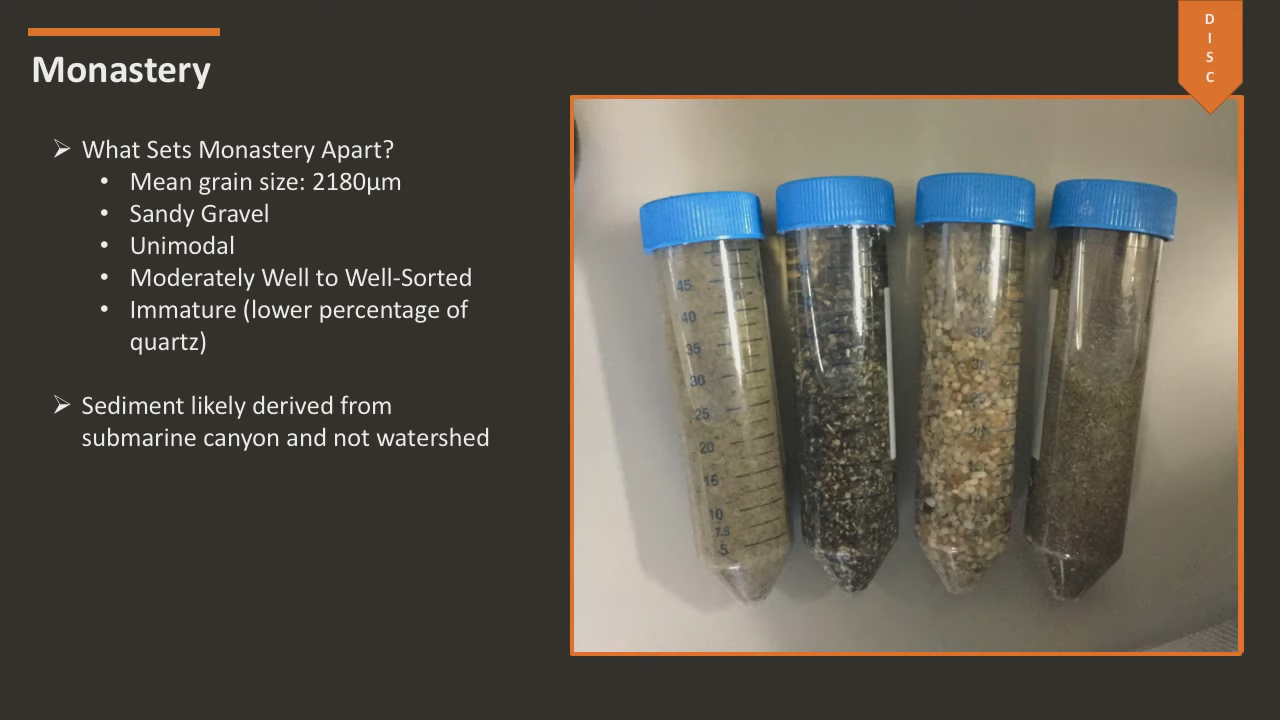 D
I
S
C
Monastery
What Sets Monastery Apart?
Mean grain size: 2180µm
Sandy Gravel
Unimodal
Moderately Well to Well-Sorted
Immature (lower percentage of
quartz)
Sediment likely derived from
submarine canyon and not watershed
45
40
35
30
25
20
15
10
7.5
5